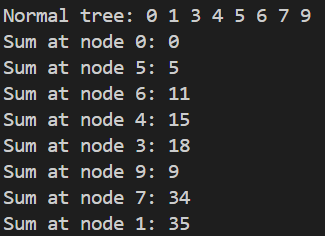 Normal tree: 0 1 3 4 5 6 7 9
Sum at node 0: 0
Sum at node 5: 5
Sum at node 6: 11
Sum at node 4: 15
Sum at node 3: 18
Sum at node 9: 9
Sum at node 7: 34
Sum at node 1: 35